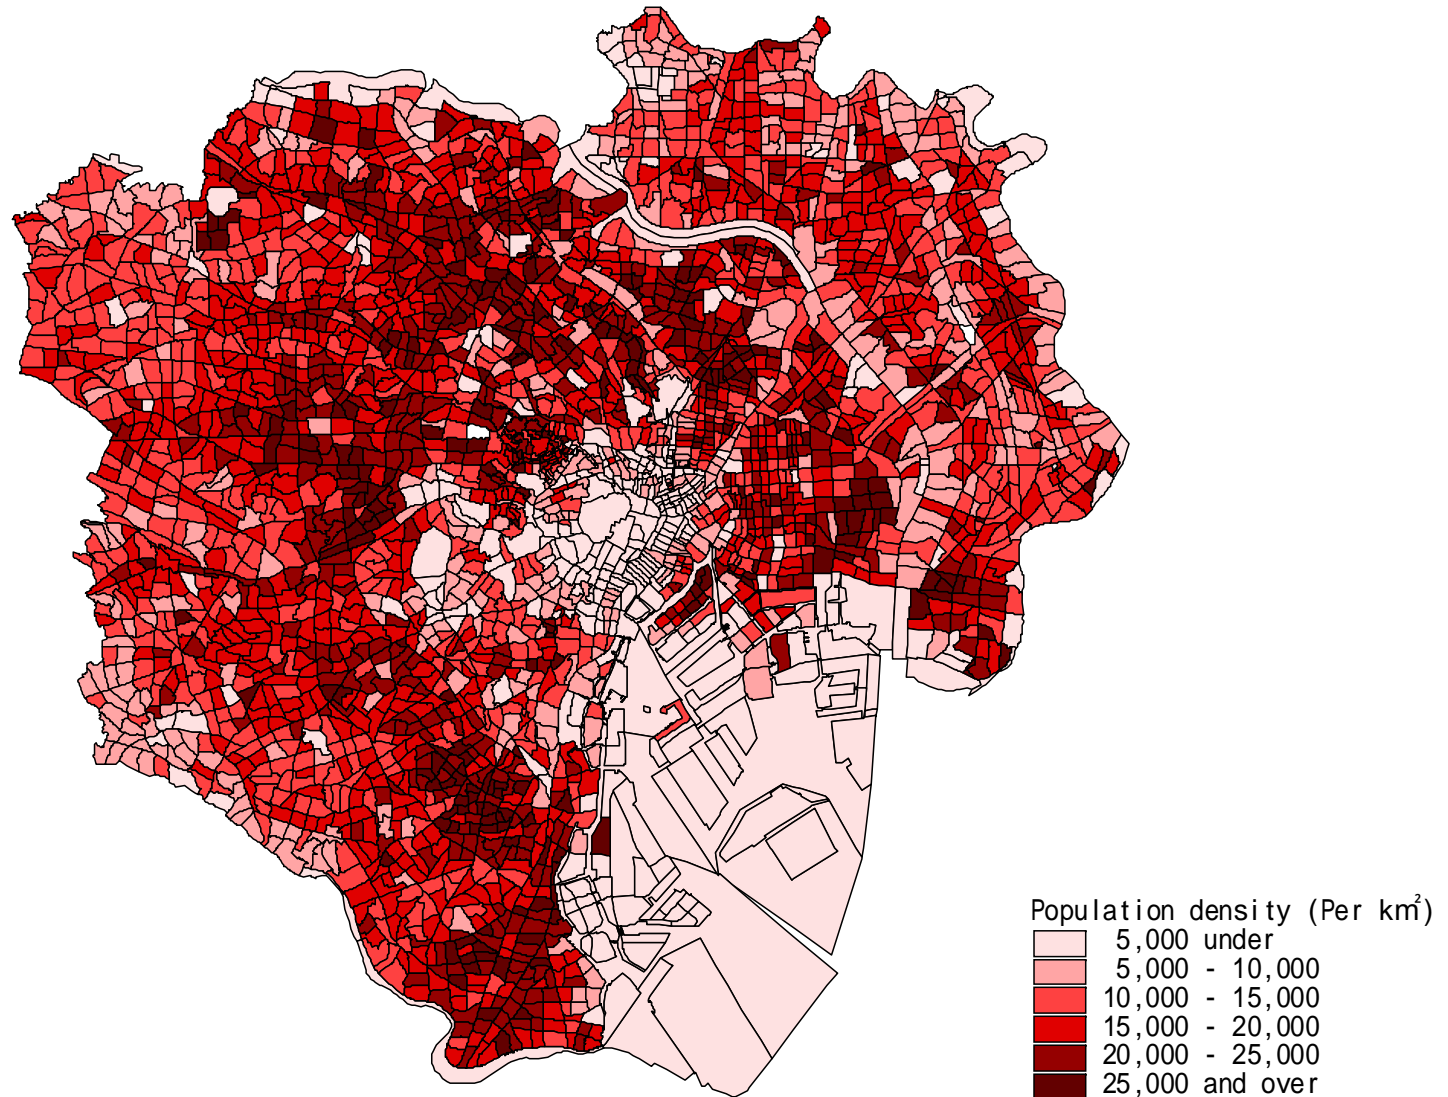 Population density (Per km²)
5,000 under
5,000 - 10,000
10,000 - 15,000
15,000 - 20,000
20,000 - 25,000
25,000 and over